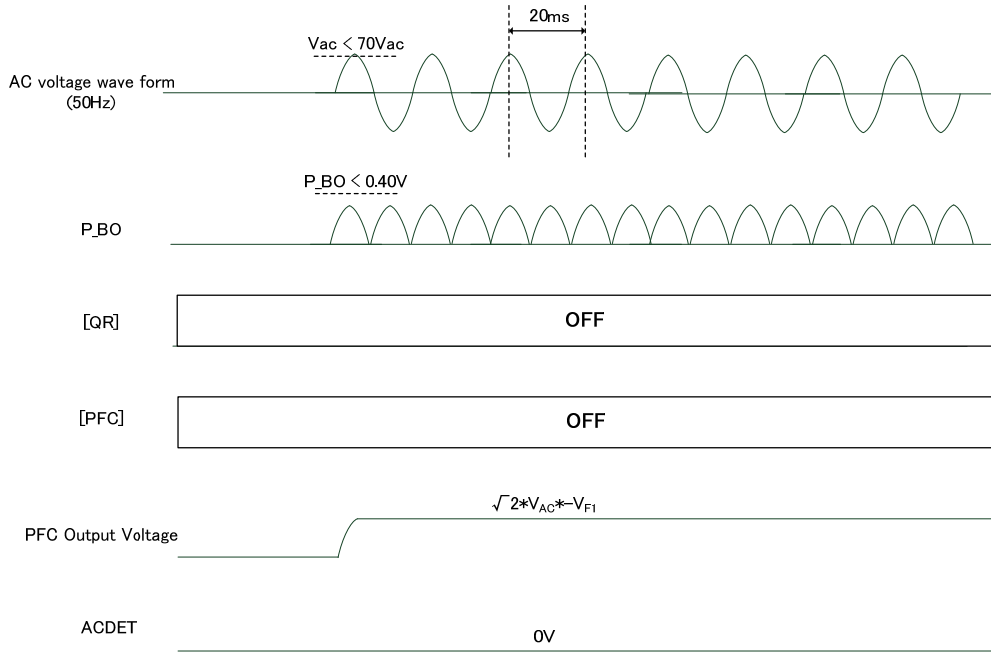 20ms
Vac < 70Vac
AC voltage wave form
(50Hz)
P_BO < 0.40V
P_BO
[QR]
OFF
[PFC]
OFF
√2*VAC*-VF1
PFC Output Voltage
ACDET
0V